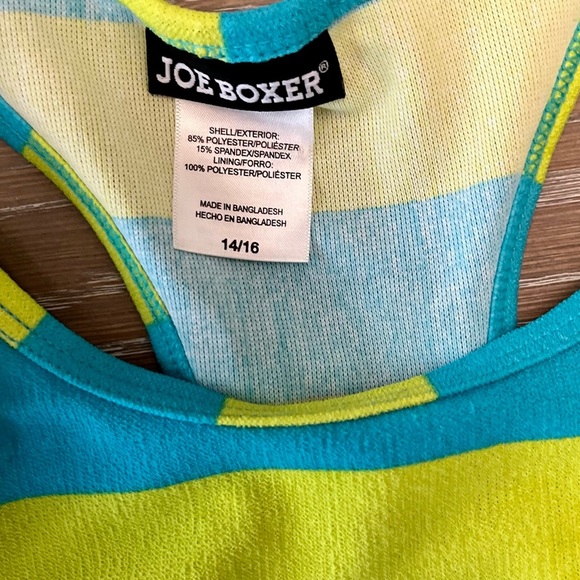 JOE BOXER®
SHELL/EXTERIOR:
85% POLYESTER/POLIÉSTER
15% SPANDEX/SPANDEX
LINING/FORRO:
100% POLYESTER/POLIÉSTER
MADE IN BANGLADESH
HECHO EN BANGLADESH
14/16